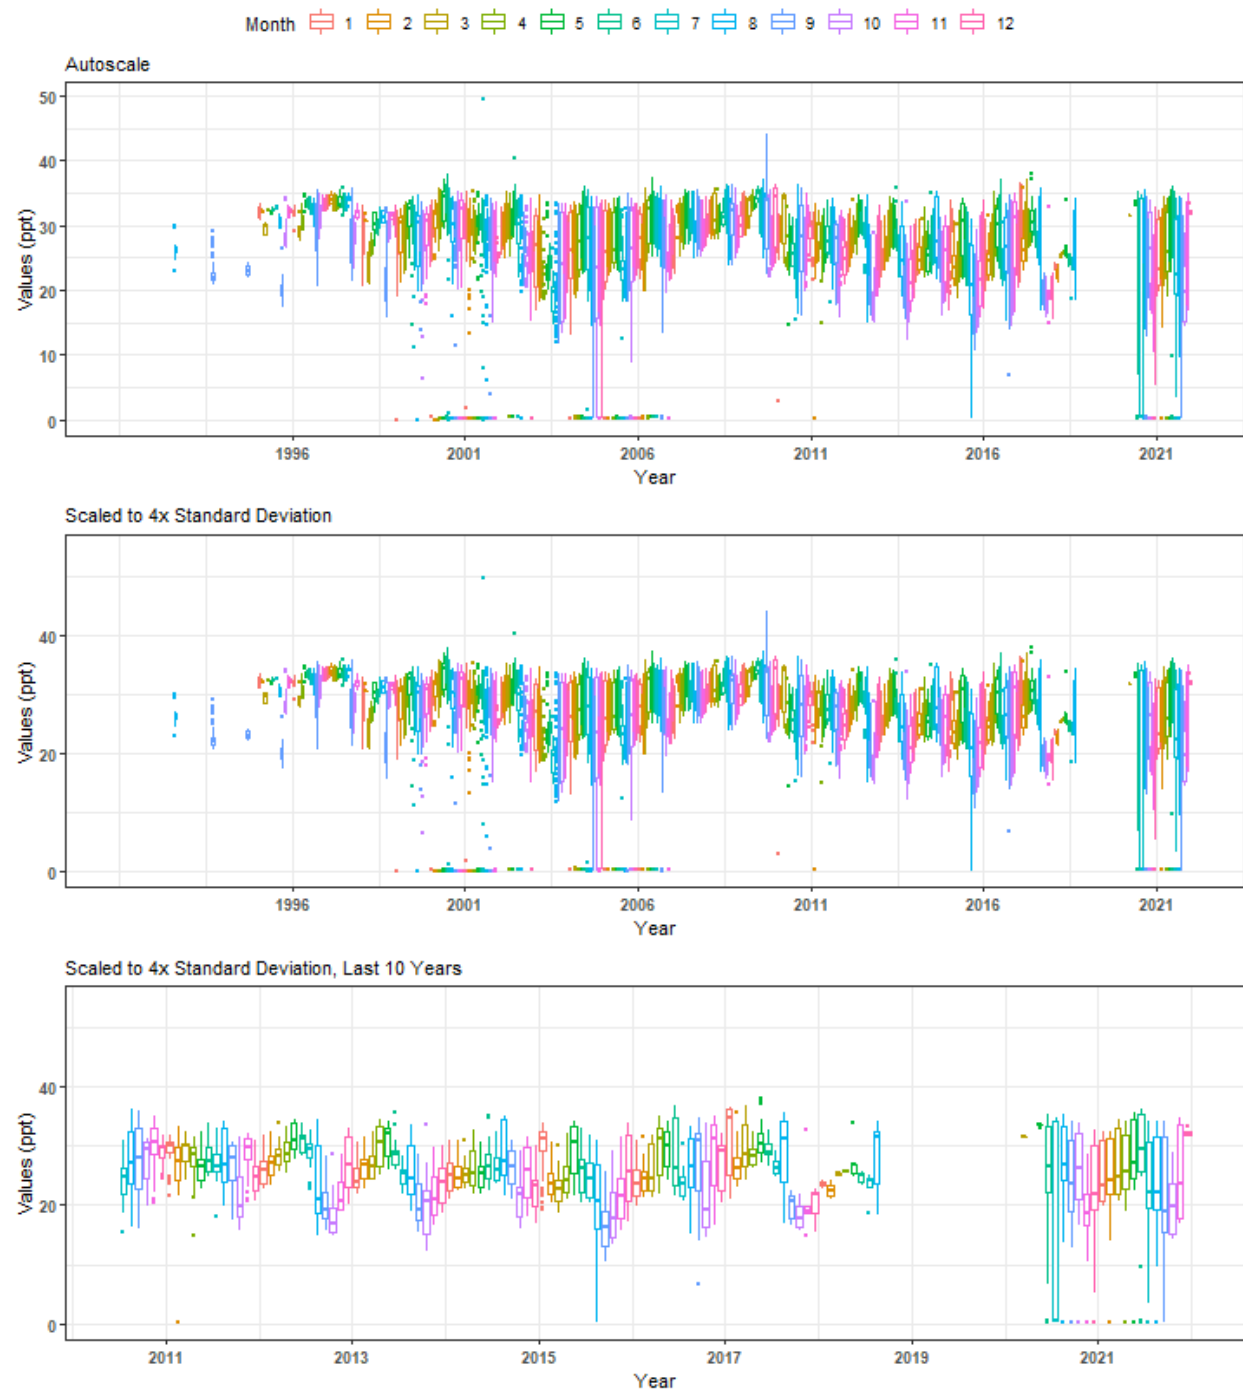 Month 1 2 3 4 5 6 7 8 9 10 11 12
Autoscale
50
40
30
20
10
0
Values (ppt)
1996 2001 2006 2011 2016 2021
Year
Scaled to 4x Standard Deviation
40
20
0
Values (ppt)
1996 2001 2006 2011 2016 2021
Year
Scaled to 4x Standard Deviation, Last 10 Years
40
20
0
Values (ppt)
2011 2013 2015 2017 2019 2021
Year